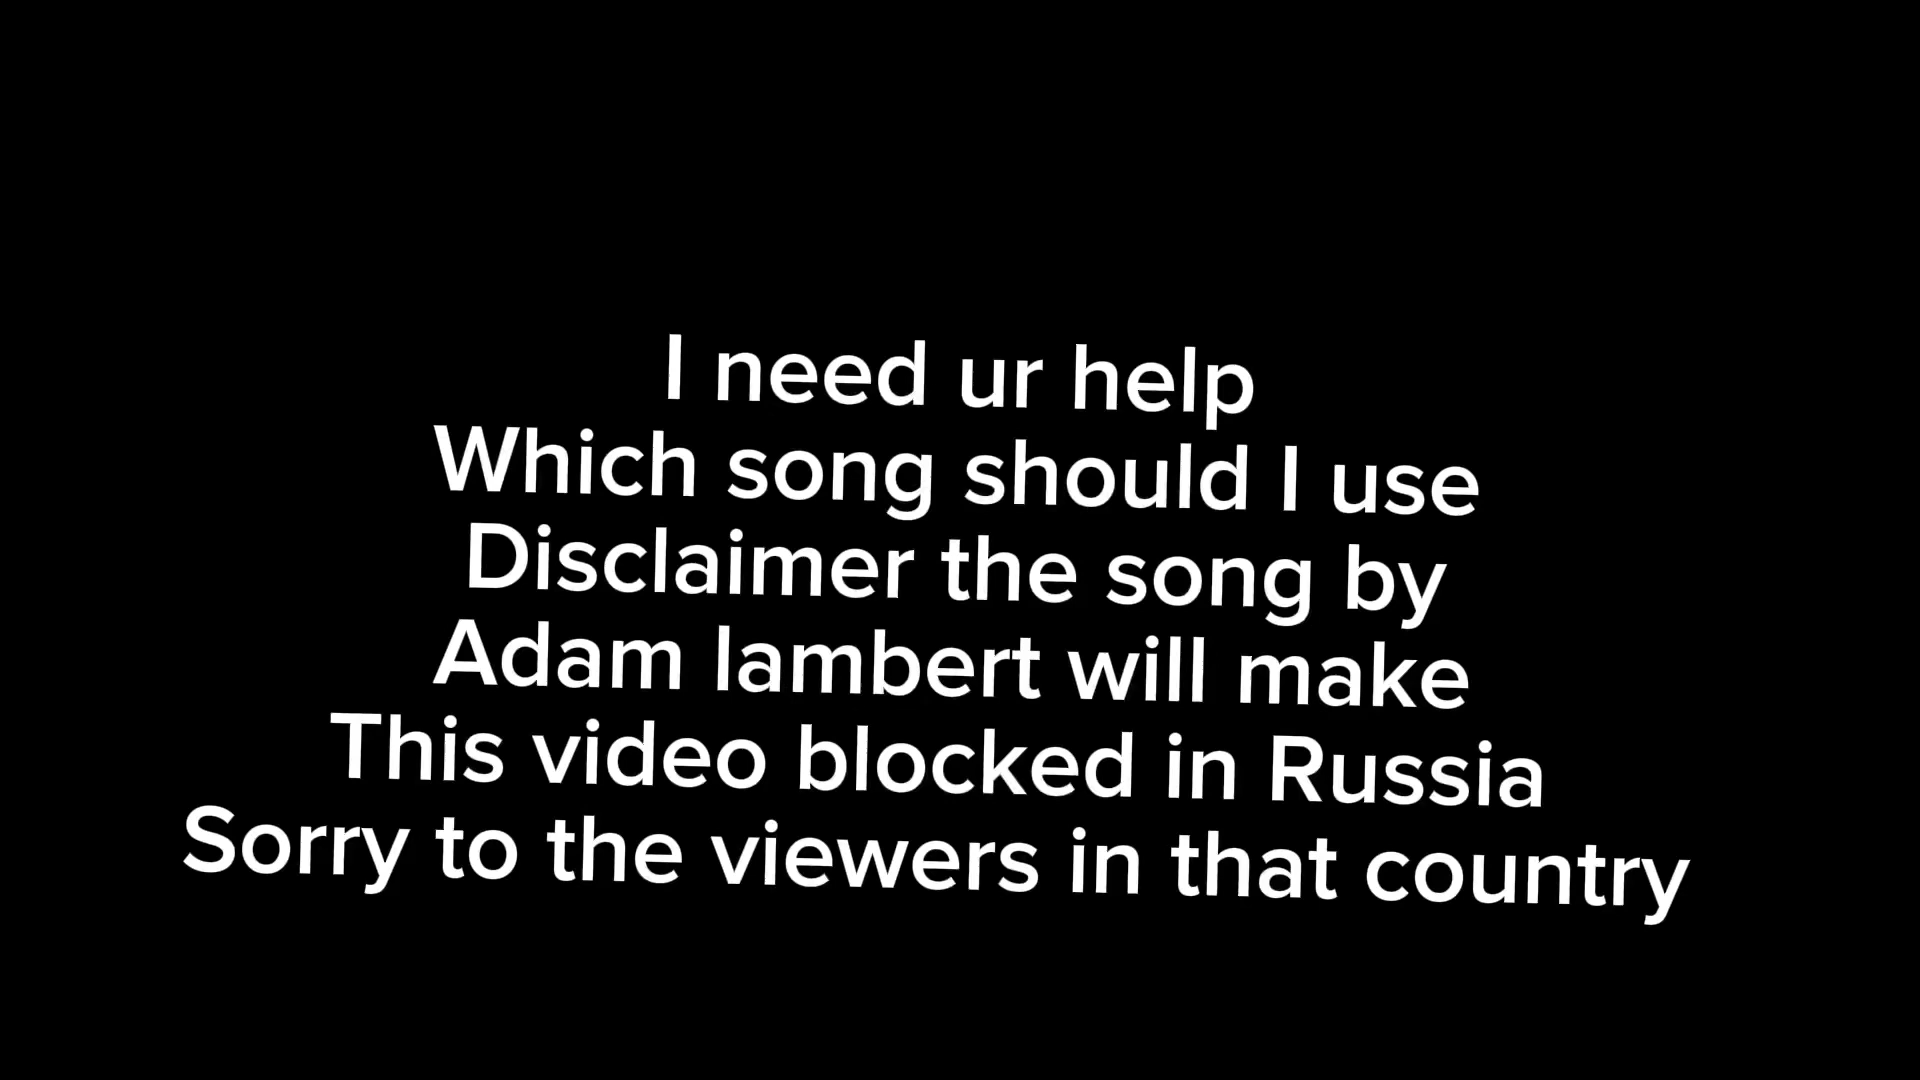 I need ur help
Which song should I use
Disclaimer the song by
Adam lambert will make
This video blocked in Russia
Sorry to the viewers in that country